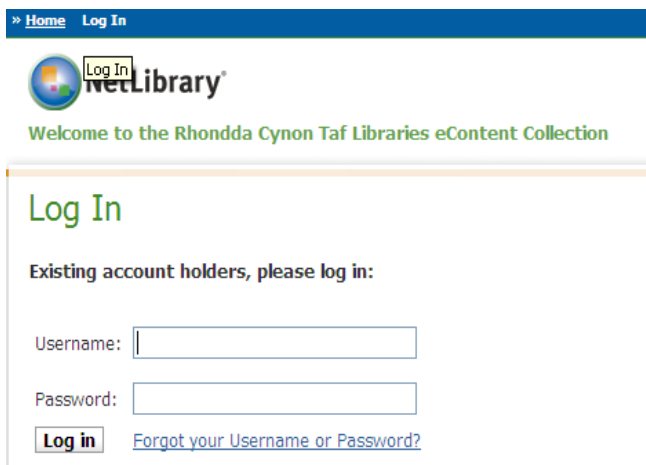 » Home Log In
Log In
NetLibrary®
Welcome to the Rhondda Cynon Taf Libraries eContent Collection
Log In
Existing account holders, please log in:
Username:
Password:
Log in Forgot your Username or Password?